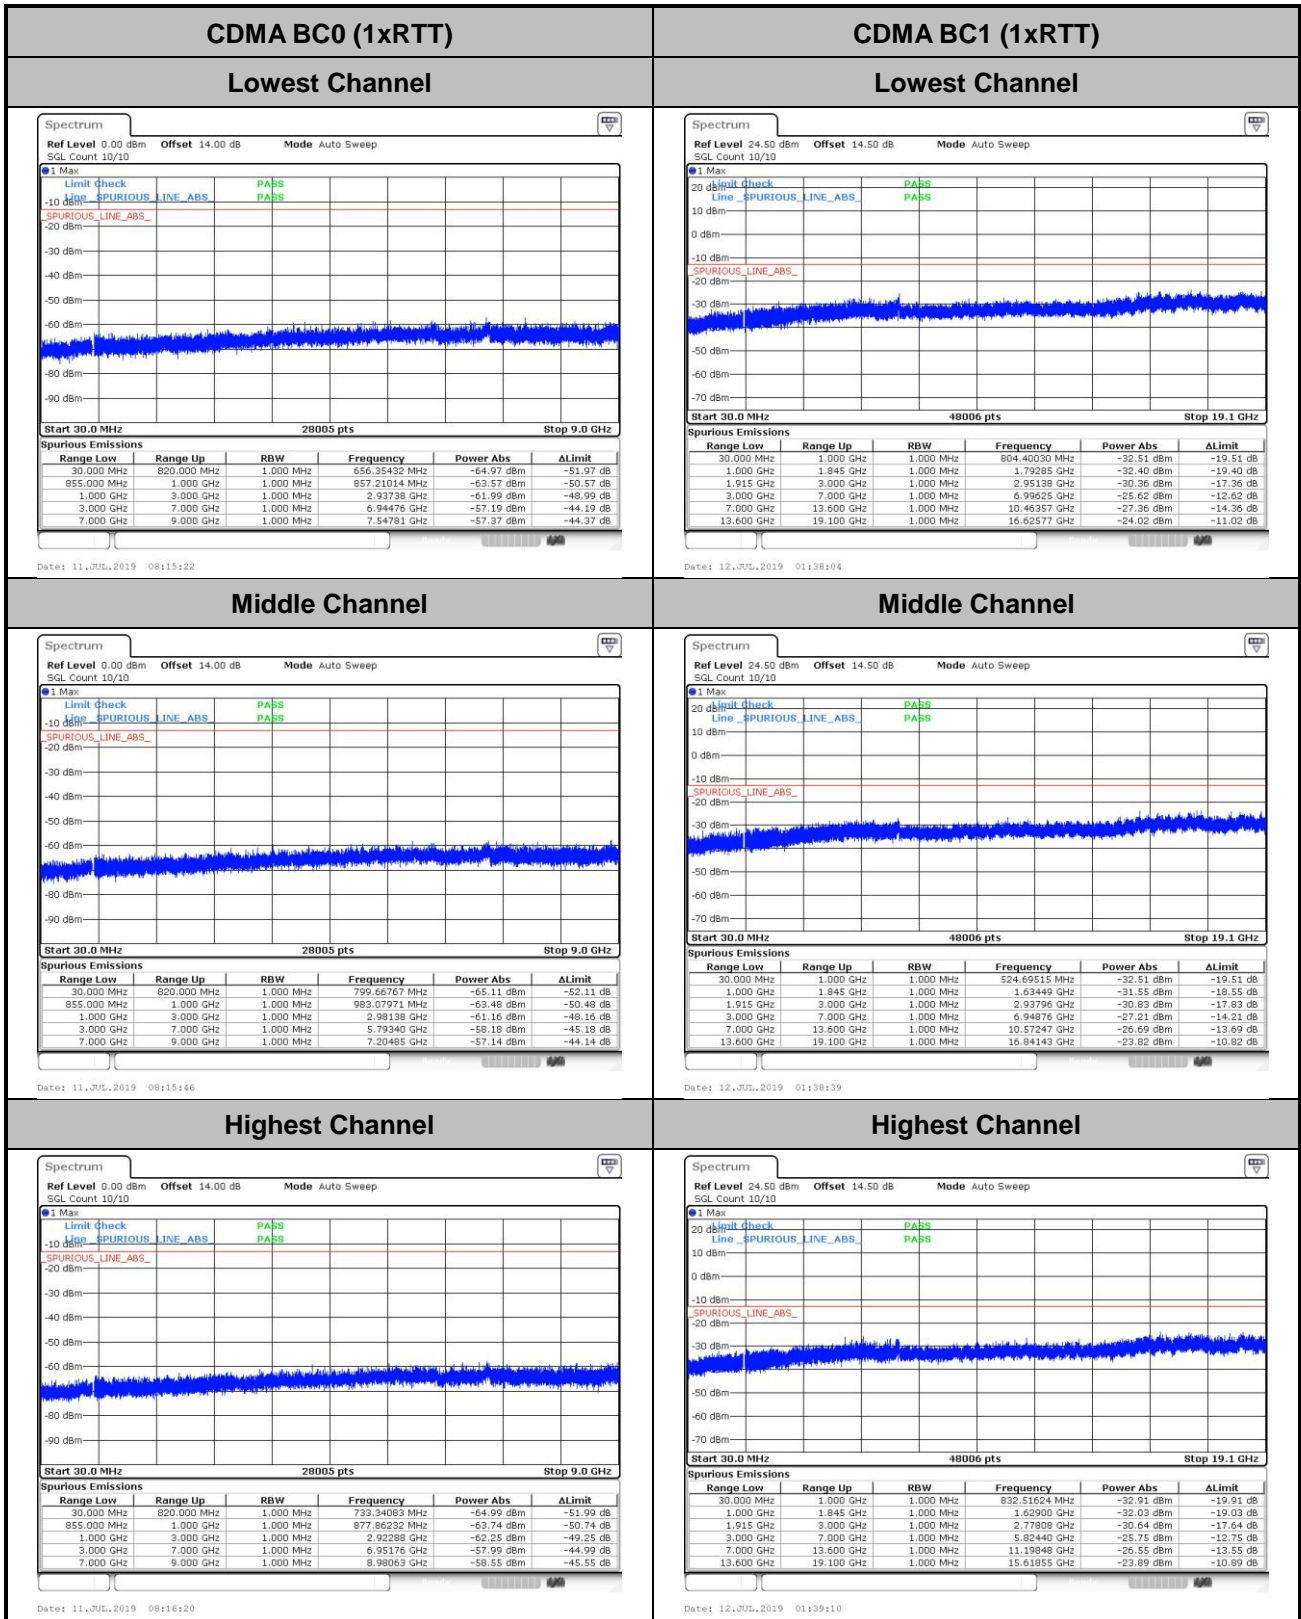 CDMA BC0 (1xRTT)
CDMA BC1 (1xRTT)
Lowest Channel
Lowest Channel
Spectrum
Ref Level 0.00 dBm Offset 14.00 dB Mode Auto Sweep
SGL Count 10/10
1 Max
Limit Check PASS
-10 dBm Line _SPURIOUS_LINE_ABS_ PASS
_SPURIOUS_LINE_ABS_
-20 dBm
-30 dBm
-40 dBm
-50 dBm
-60 dBm
-80 dBm
-90 dBm
Start 30.0 MHz 28005 pts Stop 9.0 GHz
Spurious Emissions
Range Low Range Up RBW Frequency Power Abs ΔLimit
30.000 MHz 820.000 MHz 1.000 MHz 656.35432 MHz -64.97 dBm -51.97 dB
855.000 MHz 1.000 GHz 1.000 MHz 857.21014 MHz -63.57 dBm -50.57 dB
1.000 GHz 3.000 GHz 1.000 MHz 2.93738 GHz -61.99 dBm -48.99 dB
3.000 GHz 7.000 GHz 1.000 MHz 6.94476 GHz -57.19 dBm -44.19 dB
7.000 GHz 9.000 GHz 1.000 MHz 7.54781 GHz -57.37 dBm -44.37 dB
Date: 11.JUL.2019 08:15:22
Spectrum
Ref Level 24.50 dBm Offset 14.50 dB Mode Auto Sweep
SGL Count 10/10
1 Max
20 dBm Limit Check PASS
Line _SPURIOUS_LINE_ABS_ PASS
10 dBm
0 dBm
-10 dBm
_SPURIOUS_LINE_ABS_
-20 dBm
-30 dBm
-50 dBm
-60 dBm
-70 dBm
Start 30.0 MHz 48006 pts Stop 19.1 GHz
Spurious Emissions
Range Low Range Up RBW Frequency Power Abs ΔLimit
30.000 MHz 1.000 GHz 1.000 MHz 804.40030 MHz -32.51 dBm -19.51 dB
1.000 GHz 1.845 GHz 1.000 MHz 1.79285 GHz -32.40 dBm -19.40 dB
1.915 GHz 3.000 GHz 1.000 MHz 2.95138 GHz -30.36 dBm -17.36 dB
3.000 GHz 7.000 GHz 1.000 MHz 6.99625 GHz -25.62 dBm -12.62 dB
7.000 GHz 13.600 GHz 1.000 MHz 10.46357 GHz -27.36 dBm -14.36 dB
13.600 GHz 19.100 GHz 1.000 MHz 16.62577 GHz -24.02 dBm -11.02 dB
Date: 12.JUL.2019 01:38:04
Middle Channel
Middle Channel
Spectrum
Ref Level 0.00 dBm Offset 14.00 dB Mode Auto Sweep
SGL Count 10/10
1 Max
Limit Check PASS
-10 dBm Line _SPURIOUS_LINE_ABS_ PASS
_SPURIOUS_LINE_ABS_
-20 dBm
-30 dBm
-40 dBm
-50 dBm
-60 dBm
-80 dBm
-90 dBm
Start 30.0 MHz 28005 pts Stop 9.0 GHz
Spurious Emissions
Range Low Range Up RBW Frequency Power Abs ΔLimit
30.000 MHz 820.000 MHz 1.000 MHz 799.66767 MHz -65.11 dBm -52.11 dB
855.000 MHz 1.000 GHz 1.000 MHz 983.07971 MHz -63.48 dBm -50.48 dB
1.000 GHz 3.000 GHz 1.000 MHz 2.98138 GHz -61.16 dBm -48.16 dB
3.000 GHz 7.000 GHz 1.000 MHz 5.79340 GHz -58.18 dBm -45.18 dB
7.000 GHz 9.000 GHz 1.000 MHz 7.20485 GHz -57.14 dBm -44.14 dB
Date: 11.JUL.2019 08:15:46
Spectrum
Ref Level 24.50 dBm Offset 14.50 dB Mode Auto Sweep
SGL Count 10/10
1 Max
20 dBm Limit Check PASS
Line _SPURIOUS_LINE_ABS_ PASS
10 dBm
0 dBm
-10 dBm
_SPURIOUS_LINE_ABS_
-20 dBm
-30 dBm
-50 dBm
-60 dBm
-70 dBm
Start 30.0 MHz 48006 pts Stop 19.1 GHz
Spurious Emissions
Range Low Range Up RBW Frequency Power Abs ΔLimit
30.000 MHz 1.000 GHz 1.000 MHz 524.69515 MHz -32.51 dBm -19.51 dB
1.000 GHz 1.845 GHz 1.000 MHz 1.63449 GHz -31.55 dBm -18.55 dB
1.915 GHz 3.000 GHz 1.000 MHz 2.93796 GHz -30.83 dBm -17.83 dB
3.000 GHz 7.000 GHz 1.000 MHz 6.94876 GHz -27.21 dBm -14.21 dB
7.000 GHz 13.600 GHz 1.000 MHz 10.57247 GHz -26.69 dBm -13.69 dB
13.600 GHz 19.100 GHz 1.000 MHz 16.84143 GHz -23.82 dBm -10.82 dB
Date: 12.JUL.2019 01:38:39
Highest Channel
Highest Channel
Spectrum
Ref Level 0.00 dBm Offset 14.00 dB Mode Auto Sweep
SGL Count 10/10
1 Max
Limit Check PASS
-10 dBm Line _SPURIOUS_LINE_ABS_ PASS
_SPURIOUS_LINE_ABS_
-20 dBm
-30 dBm
-40 dBm
-50 dBm
-60 dBm
-80 dBm
-90 dBm
Start 30.0 MHz 28005 pts Stop 9.0 GHz
Spurious Emissions
Range Low Range Up RBW Frequency Power Abs ΔLimit
30.000 MHz 820.000 MHz 1.000 MHz 733.34083 MHz -64.99 dBm -51.99 dB
855.000 MHz 1.000 GHz 1.000 MHz 877.86232 MHz -63.74 dBm -50.74 dB
1.000 GHz 3.000 GHz 1.000 MHz 2.92288 GHz -62.25 dBm -49.25 dB
3.000 GHz 7.000 GHz 1.000 MHz 6.95176 GHz -57.99 dBm -44.99 dB
7.000 GHz 9.000 GHz 1.000 MHz 8.98063 GHz -58.55 dBm -45.55 dB
Date: 11.JUL.2019 08:16:20
Spectrum
Ref Level 24.50 dBm Offset 14.50 dB Mode Auto Sweep
SGL Count 10/10
1 Max
20 dBm Limit Check PASS
Line _SPURIOUS_LINE_ABS_ PASS
10 dBm
0 dBm
-10 dBm
_SPURIOUS_LINE_ABS_
-20 dBm
-30 dBm
-50 dBm
-60 dBm
-70 dBm
Start 30.0 MHz 48006 pts Stop 19.1 GHz
Spurious Emissions
Range Low Range Up RBW Frequency Power Abs ΔLimit
30.000 MHz 1.000 GHz 1.000 MHz 832.51624 MHz -32.91 dBm -19.91 dB
1.000 GHz 1.845 GHz 1.000 MHz 1.62900 GHz -32.03 dBm -19.03 dB
1.915 GHz 3.000 GHz 1.000 MHz 2.77808 GHz -30.64 dBm -17.64 dB
3.000 GHz 7.000 GHz 1.000 MHz 5.82440 GHz -25.75 dBm -12.75 dB
7.000 GHz 13.600 GHz 1.000 MHz 11.19848 GHz -26.55 dBm -13.55 dB
13.600 GHz 19.100 GHz 1.000 MHz 15.61855 GHz -23.89 dBm -10.89 dB
Date: 12.JUL.2019 01:39:10